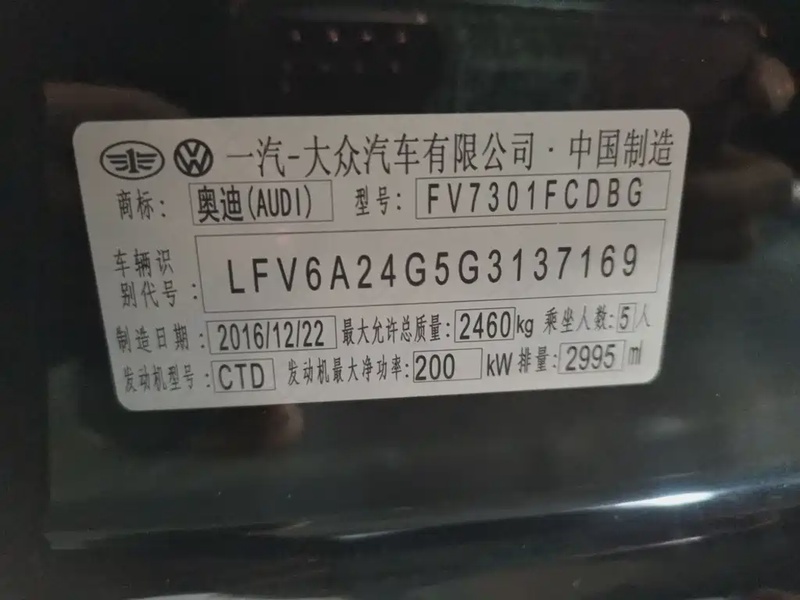 一汽-大众汽车有限公司·中国制造
商标: 奥迪(AUDI) 型号: FV7301FCDBG
车辆识
别代号: LFV6A24G5G3137169
制造日期: 2016/12/22 最大允许总质量: 2460kg 乘坐人数: 5人
发动机型号: CTD 发动机最大净功率: 200 kW 排量: 2995 ml